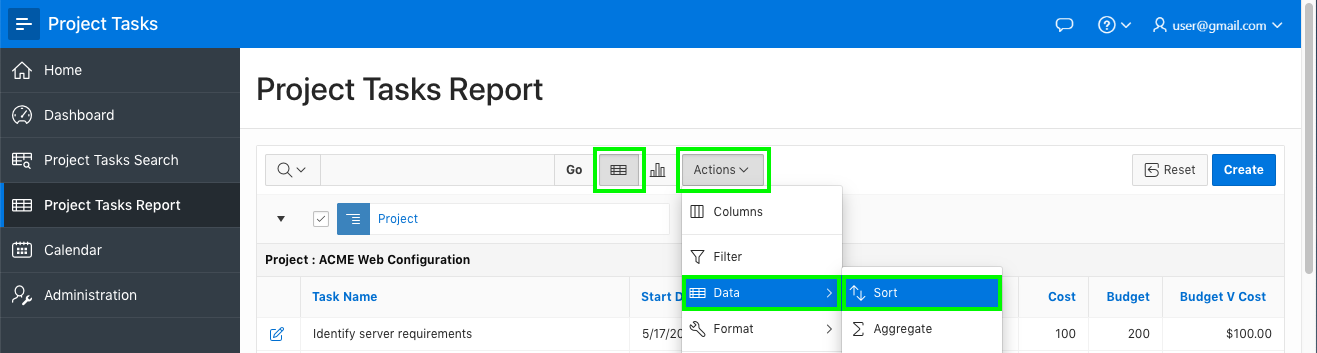 Project Tasks
user@gmail.com
Home
Dashboard
Project Tasks Search
Project Tasks Report
Calendar
Administration
Project Tasks Report
Go
Actions
Reset
Create
Project
Columns
Filter
Data
Format
Sort
Aggregate
Project : ACME Web Configuration
Task Name Start D Cost Budget Budget V Cost
Identify server requirements 5/17/20 100 200 $100.00